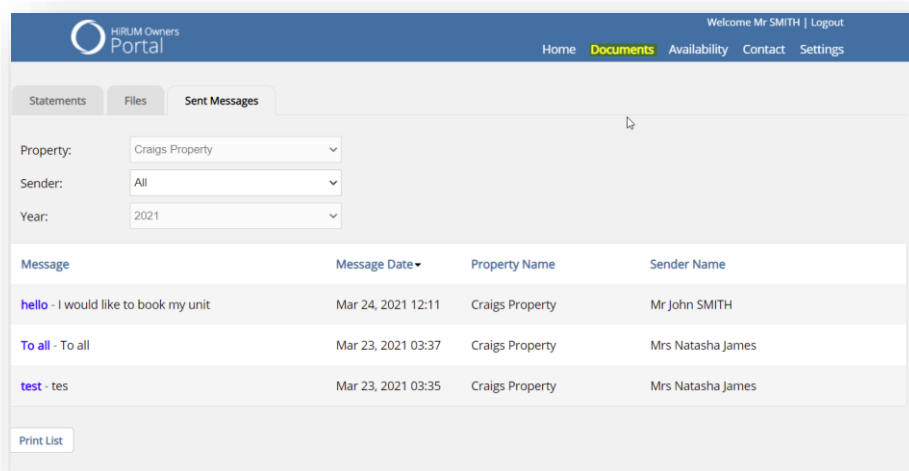 HiRUM Owners
Portal
Welcome Mr SMITH | Logout
Home Documents Availability Contact Settings
Statements Files Sent Messages
Property: Craigs Property
Sender: All
Year: 2021
Message Message Date Property Name Sender Name
hello - I would like to book my unit Mar 24, 2021 12:11 Craigs Property Mr John SMITH
To all - To all Mar 23, 2021 03:37 Craigs Property Mrs Natasha James
test - tes Mar 23, 2021 03:35 Craigs Property Mrs Natasha James
Print List